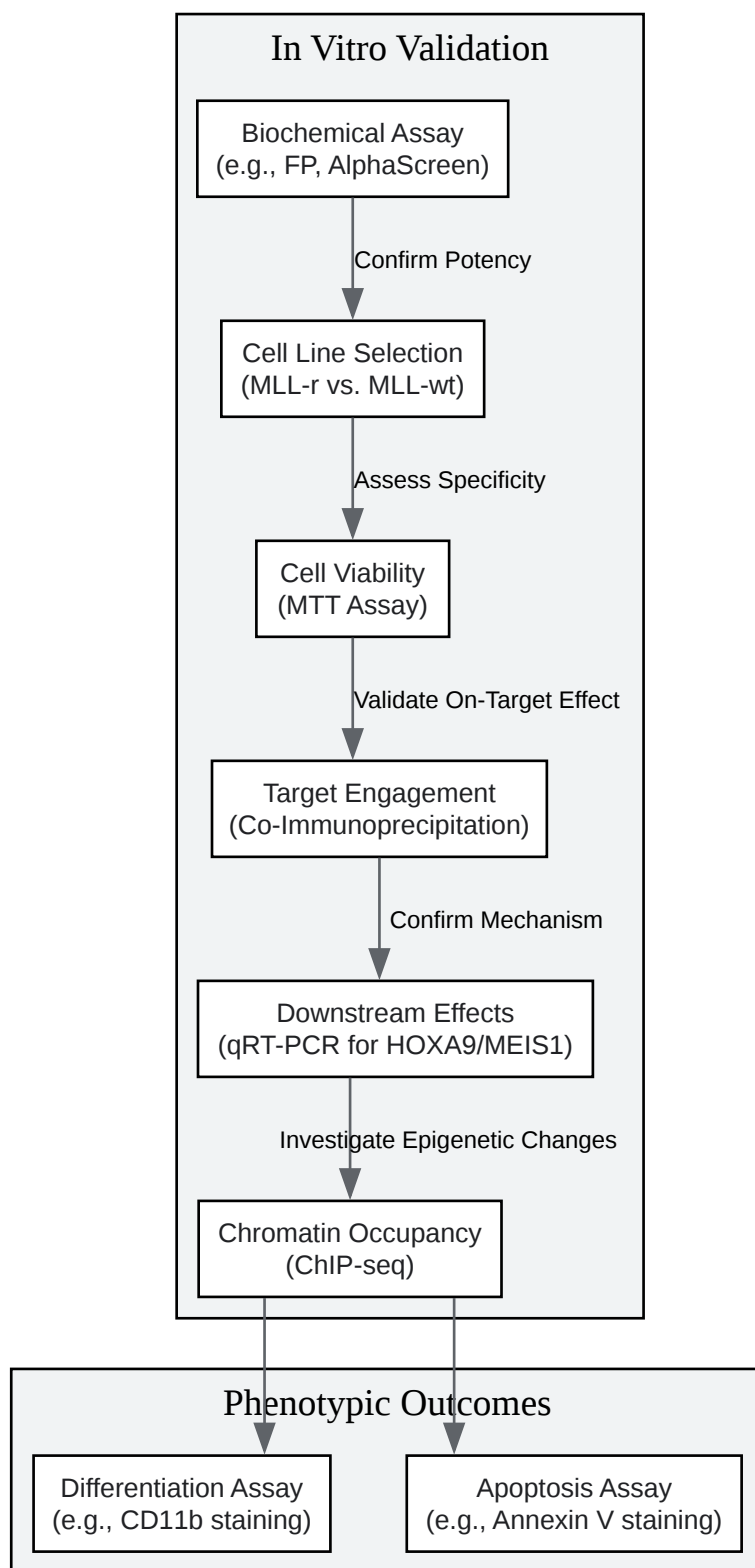 In Vitro Validation
Biochemical Assay
(e.g., FP, AlphaScreen)
Confirm Potency
Cell Line Selection
(MLL-r vs. MLL-wt)
Assess Specificity
Cell Viability
(MTT Assay)
Validate On-Target Effect
Target Engagement
(Co-Immunoprecipitation)
Confirm Mechanism
Downstream Effects
(qRT-PCR for HOXA9/MEIS1)
Investigate Epigenetic Changes
Chromatin Occupancy
(ChIP-seq)
Phenotypic Outcomes
Differentiation Assay
(e.g., CD11b staining)
Apoptosis Assay
(e.g., Annexin V staining)